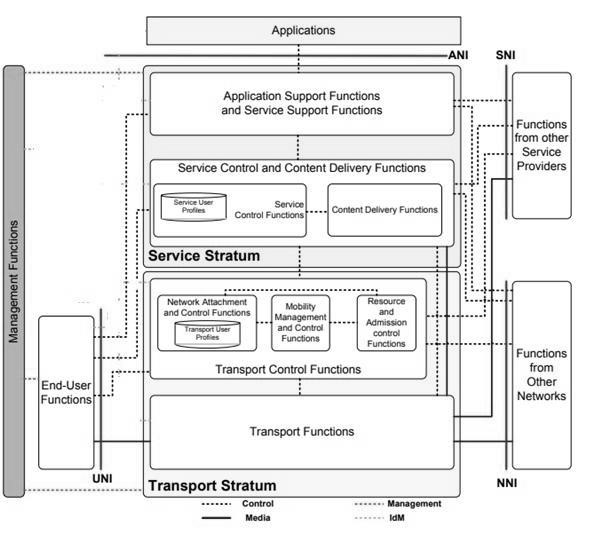 Applications
ANI
SNI
Application Support Functions
and Service Support Functions
Functions
from other
Service
Providers
Service Control and Content Delivery Functions
Service User
Profiles
Service
Control Functions
Content Delivery Functions
Service Stratum
Management Functions
Network Attachment
and Control Functions
Transport User
Profiles
Mobility
Management
and Control
Functions
Resource
and
Admission
control
Functions
Transport Control Functions
End-User
Functions
Functions
from
Other
Networks
Transport Functions
UNI
Transport Stratum
NNI
Control
Management
Media
IdM